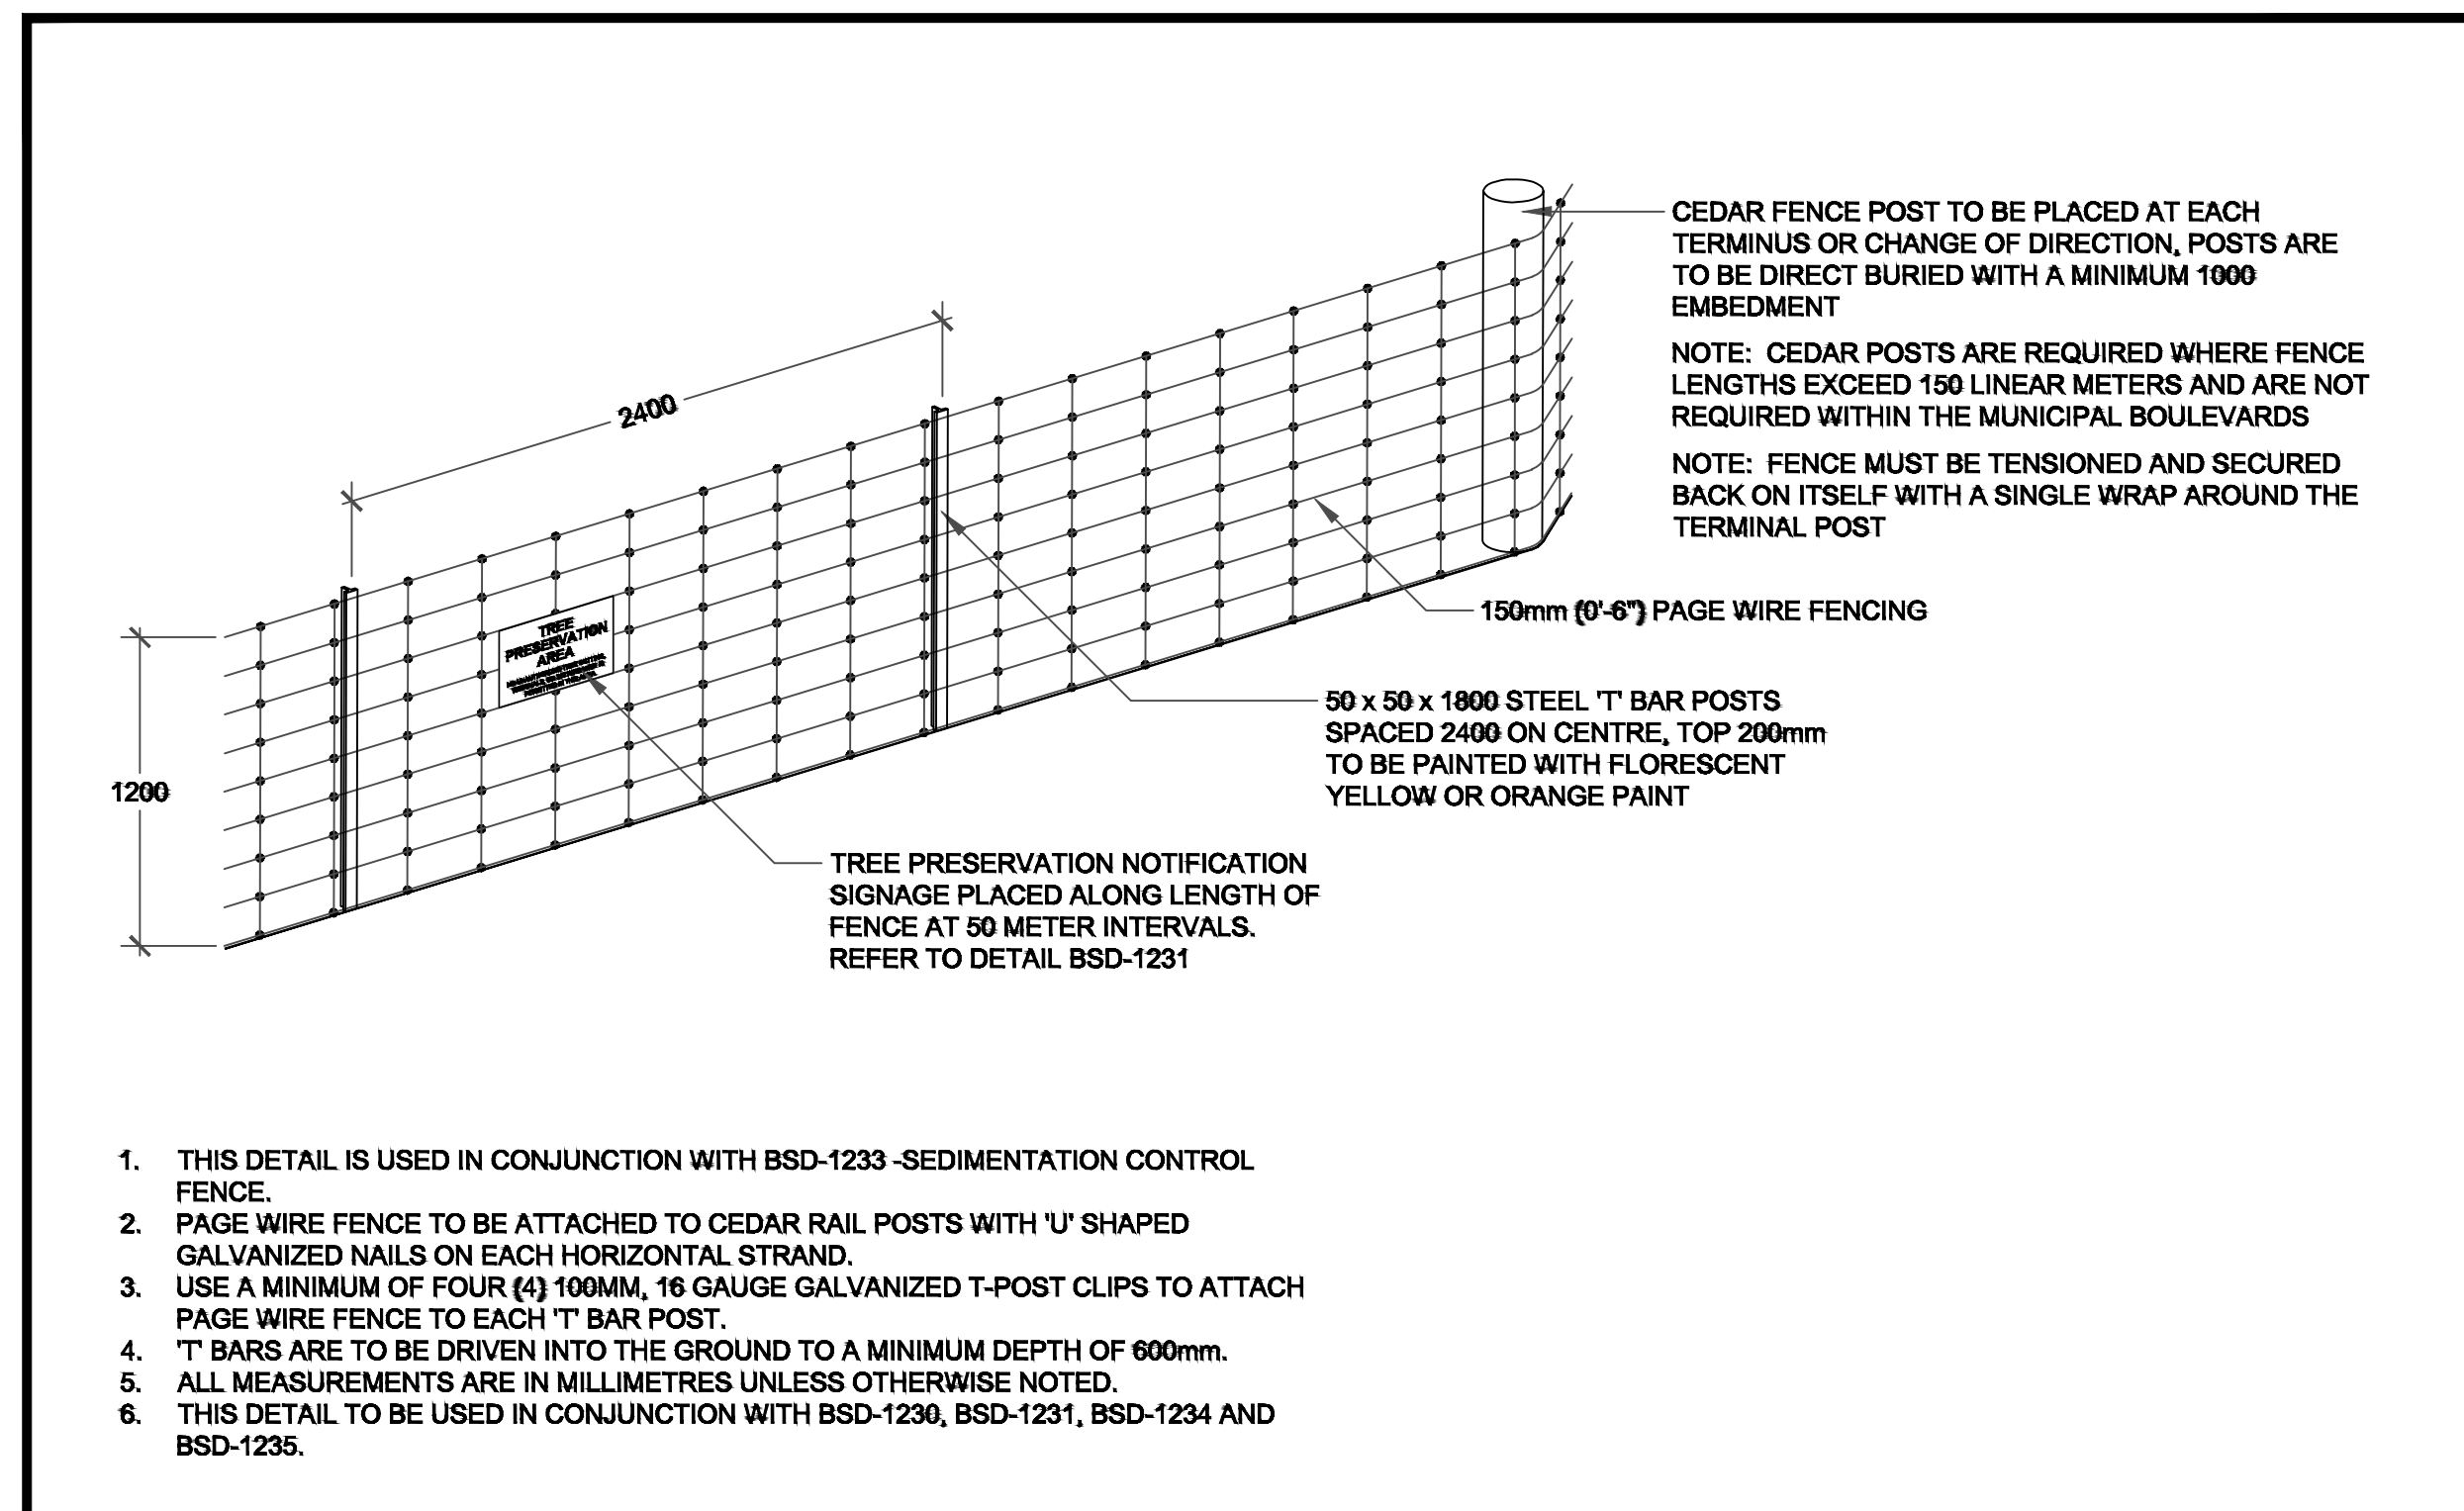 CEDAR FENCE POST TO BE PLACED AT EACH
TERMINUS OR CHANGE OF DIRECTION, POSTS ARE
TO BE DIRECT BURIED WITH A MINIMUM 1000
EMBEDMENT
NOTE: CEDAR POSTS ARE REQUIRED WHERE FENCE
LENGTHS EXCEED 150 LINEAR METERS AND ARE NOT
REQUIRED WITHIN THE MUNICIPAL BOULEVARDS
NOTE: FENCE MUST BE TENSIONED AND SECURED
BACK ON ITSELF WITH A SINGLE WRAP AROUND THE
TERMINAL POST
2400
150mm (0'-6") PAGE WIRE FENCING
TREE
PRESERVATION
AREA
50 x 50 x 1800 STEEL 'T' BAR POSTS
SPACED 2400 ON CENTRE, TOP 200mm
TO BE PAINTED WITH FLORESCENT
YELLOW OR ORANGE PAINT
1200
TREE PRESERVATION NOTIFICATION
SIGNAGE PLACED ALONG LENGTH OF
FENCE AT 50 METER INTERVALS.
REFER TO DETAIL BSD-1231
1. THIS DETAIL IS USED IN CONJUNCTION WITH BSD-1233 -SEDIMENTATION CONTROL
FENCE.
2. PAGE WIRE FENCE TO BE ATTACHED TO CEDAR RAIL POSTS WITH 'U' SHAPED
GALVANIZED NAILS ON EACH HORIZONTAL STRAND.
3. USE A MINIMUM OF FOUR (4) 100MM, 16 GAUGE GALVANIZED T-POST CLIPS TO ATTACH
PAGE WIRE FENCE TO EACH 'T' BAR POST.
4. 'T' BARS ARE TO BE DRIVEN INTO THE GROUND TO A MINIMUM DEPTH OF 600mm.
5. ALL MEASUREMENTS ARE IN MILLIMETRES UNLESS OTHERWISE NOTED.
6. THIS DETAIL TO BE USED IN CONJUNCTION WITH BSD-1230, BSD-1231, BSD-1234 AND
BSD-1235.